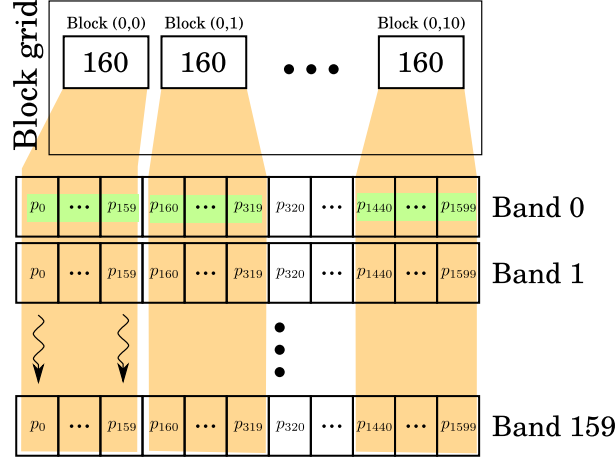 Block grid
Block (0,0) Block (0,1) Block (0,10)
160 160 ••• 160
p0 ••• p159 p160 ••• p319 p320 ••• p1440 ••• p1599 Band 0
p0 ••• p159 p160 ••• p319 p320 ••• p1440 ••• p1599 Band 1
p0 ••• p159 p160 ••• p319 p320 ••• p1440 ••• p1599 Band 159